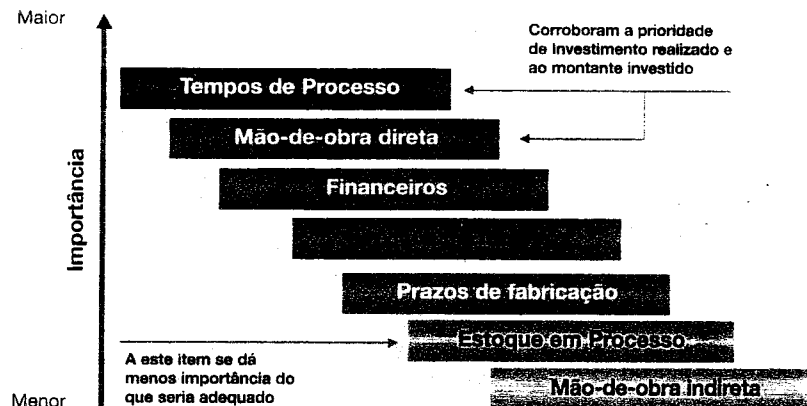 Maior
Corroboram a prioridade
de investimento realizado e
ao montante investido
Tempos de Processo
Mão-de-obra direta
Financeiros
Importância
Prazos de fabricação
Estoque em Processo
A este item se dá
menos importância do
que seria adequado
Mão-de-obra indireta
Menor